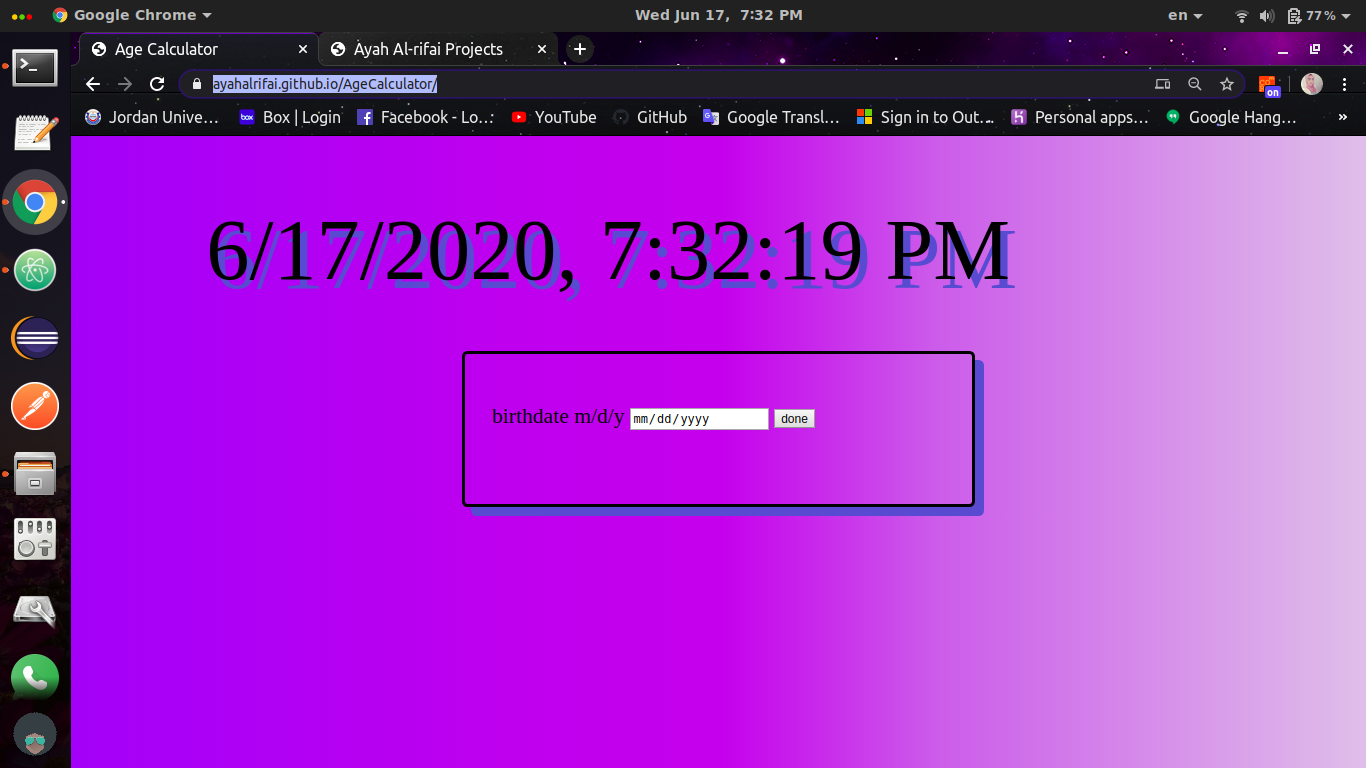 Google Chrome
Wed Jun 17, 7:32 PM
en
77%
Age Calculator
Ayah Al-rifai Projects
ayahalrifai.github.io/AgeCalculator/
on
Jordan Unive…
box
Box | Login
Facebook - Lo…
YouTube
GitHub
Google Transl…
Sign in to Out…
Personal apps…
Google Hang…
»
6/17/2020, 7:32:19 PM
birthdate m/d/y mm/dd/yyyy done